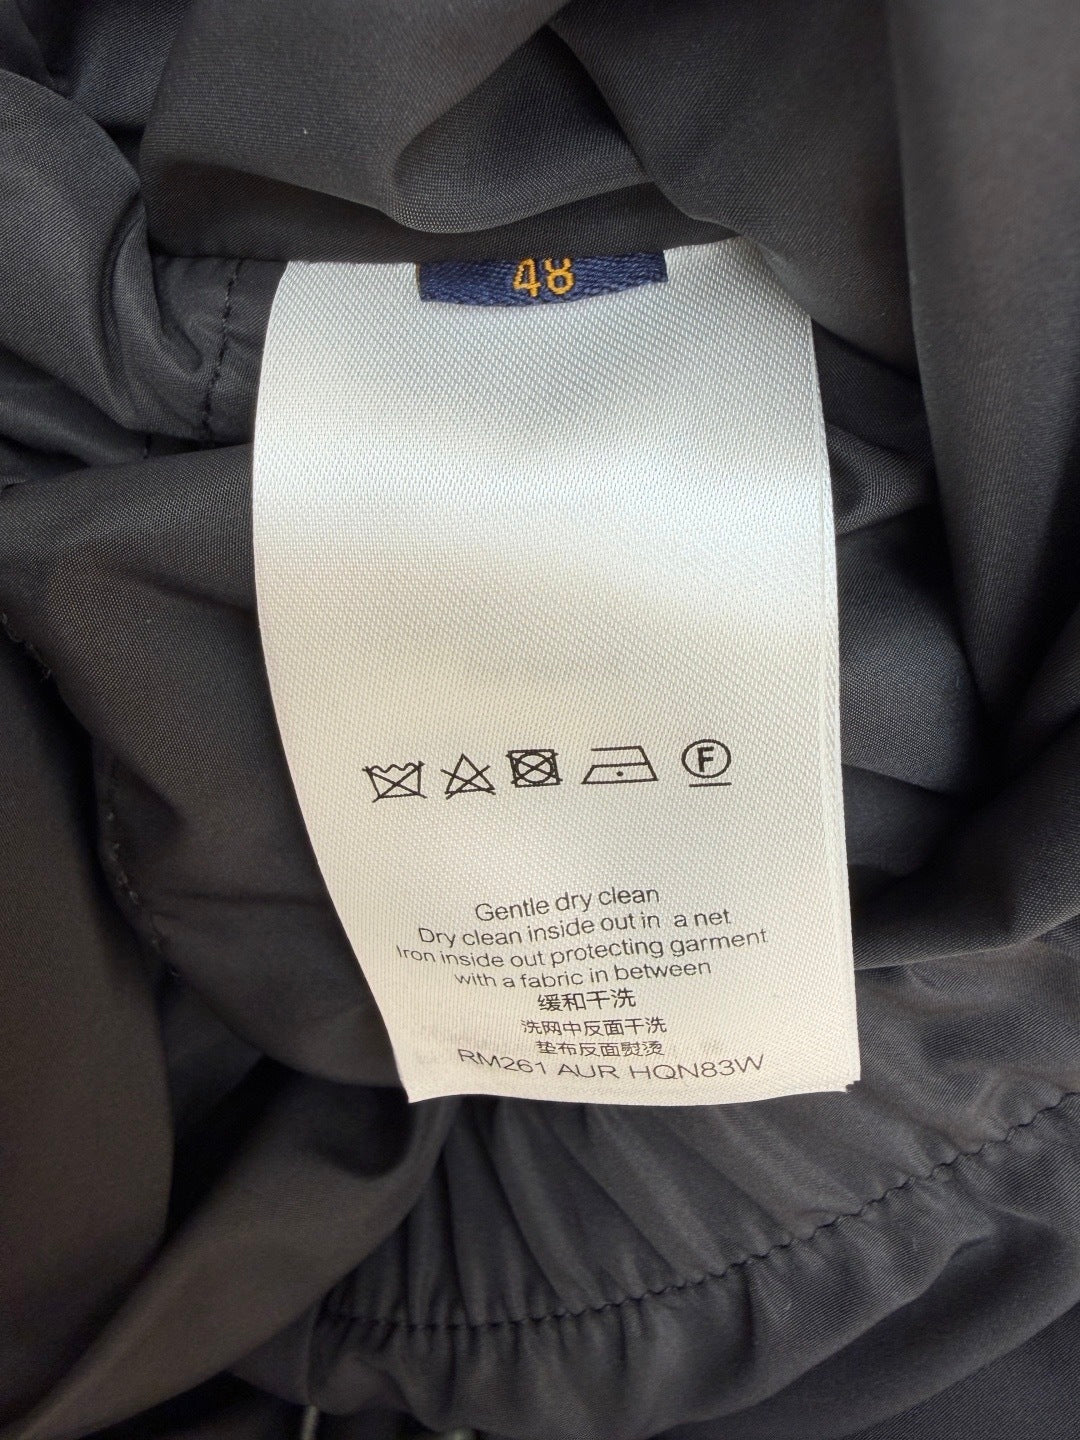 48
F
Gentle dry clean
Dry clean inside out in a net
Iron inside out protecting garment
with a fabric in between
缓和干洗
洗网中反面干洗
垫布反面熨烫
RM261 AUR HQN83W